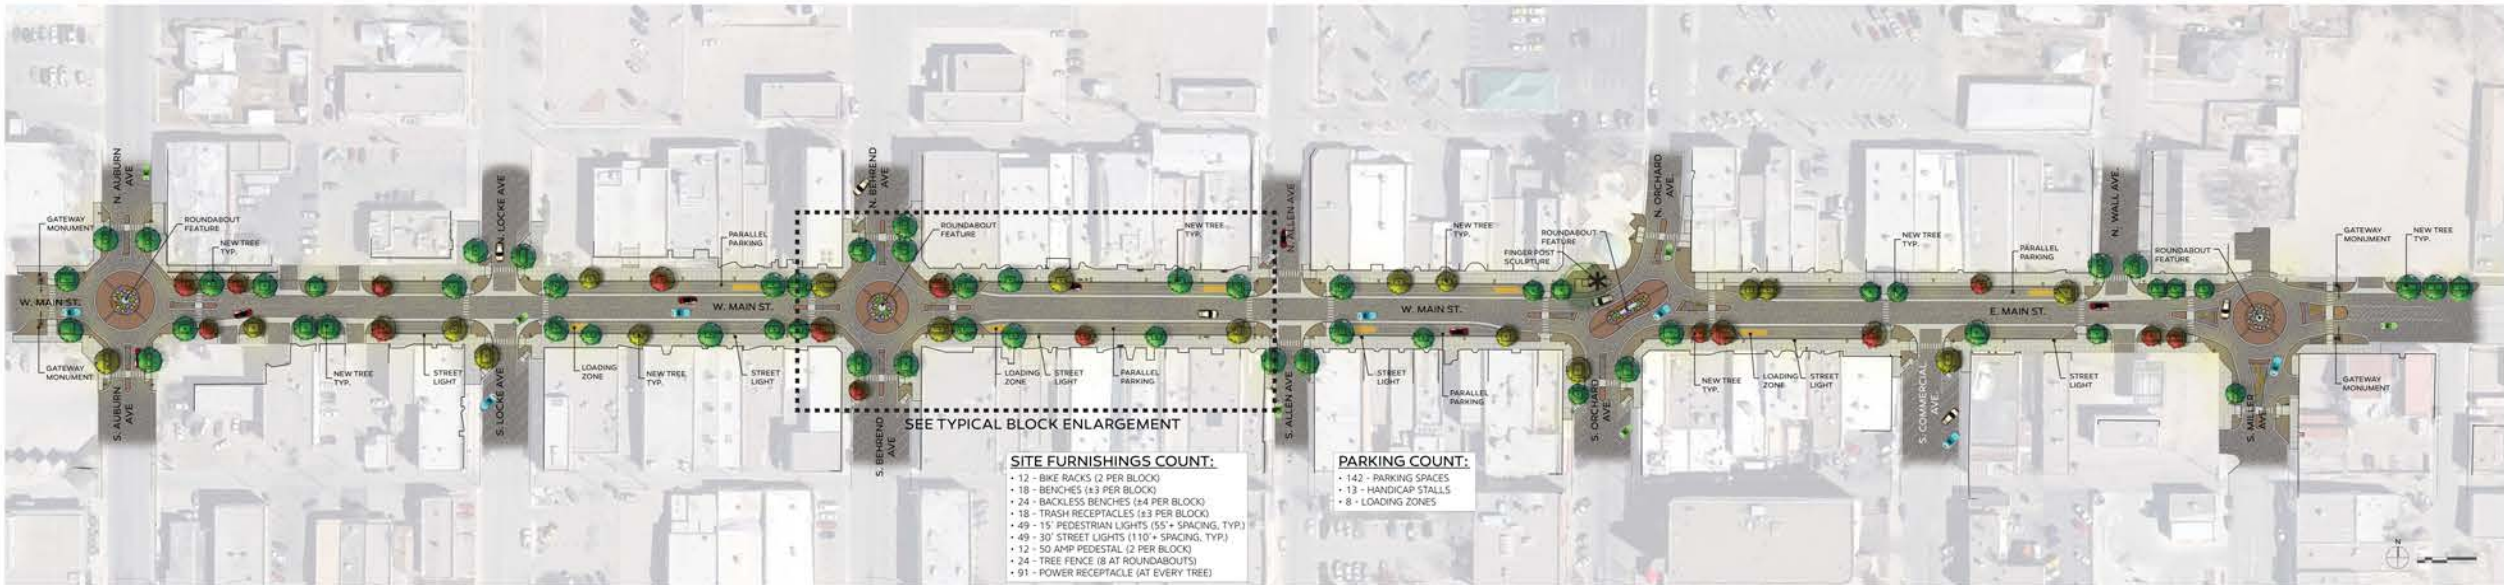 N. AUBURN
AVE
GATEWAY
MONUMENT
ROUNDABOUT
FEATURE
NEW TREE
TYP.
W. MAIN ST.
GATEWAY
MONUMENT
S. AUBURN
AVE
NEW TREE
TYP.
STREET
LIGHT
N. LOCKE AVE
S. LOCKE AVE
PARALLEL
PARKING
W. MAIN ST.
LOADING
ZONE
NEW TREE
TYP.
STREET
LIGHT
N. BEHREND
AVE
ROUNDABOUT
FEATURE
NEW TREE
TYP.
LOADING
ZONE
STREET
LIGHT
PARALLEL
PARKING
S. BEHREND
AVE
SEE TYPICAL BLOCK ENLARGEMENT
N. ALLEN AVE
S. ALLEN AVE
NEW TREE
TYP.
FINGER POST
SCULPTURE
ROUNDABOUT
FEATURE
W. MAIN ST.
STREET
LIGHT
PARALLEL
PARKING
N. ORCHARD
AVE.
S. ORCHARD
AVE.
NEW TREE
TYP.
PARALLEL
PARKING
E. MAIN ST.
NEW TREE
TYP.
LOADING
ZONE
STREET
LIGHT
S. COMMERCIAL
AVE.
N. WALL AVE.
ROUNDABOUT
FEATURE
STREET
LIGHT
S. MILLER
AVE.
GATEWAY
MONUMENT
NEW TREE
TYP.
GATEWAY
MONUMENT
SITE FURNISHINGS COUNT:
• 12 - BIKE RACKS (2 PER BLOCK)
• 18 - BENCHES (±3 PER BLOCK)
• 24 - BACKLESS BENCHES (±4 PER BLOCK)
• 18 - TRASH RECEPTACLES (±3 PER BLOCK)
• 49 - 15' PEDESTRIAN LIGHTS (55'+ SPACING, TYP.)
• 49 - 30' STREET LIGHTS (110'+ SPACING, TYP.)
• 12 - 50 AMP PEDESTAL (2 PER BLOCK)
• 24 - TREE FENCE (8 AT ROUNDABOUTS)
• 91 - POWER RECEPTACLE (AT EVERY TREE)
PARKING COUNT:
• 142 - PARKING SPACES
• 13 - HANDICAP STALLS
• 8 - LOADING ZONES
N